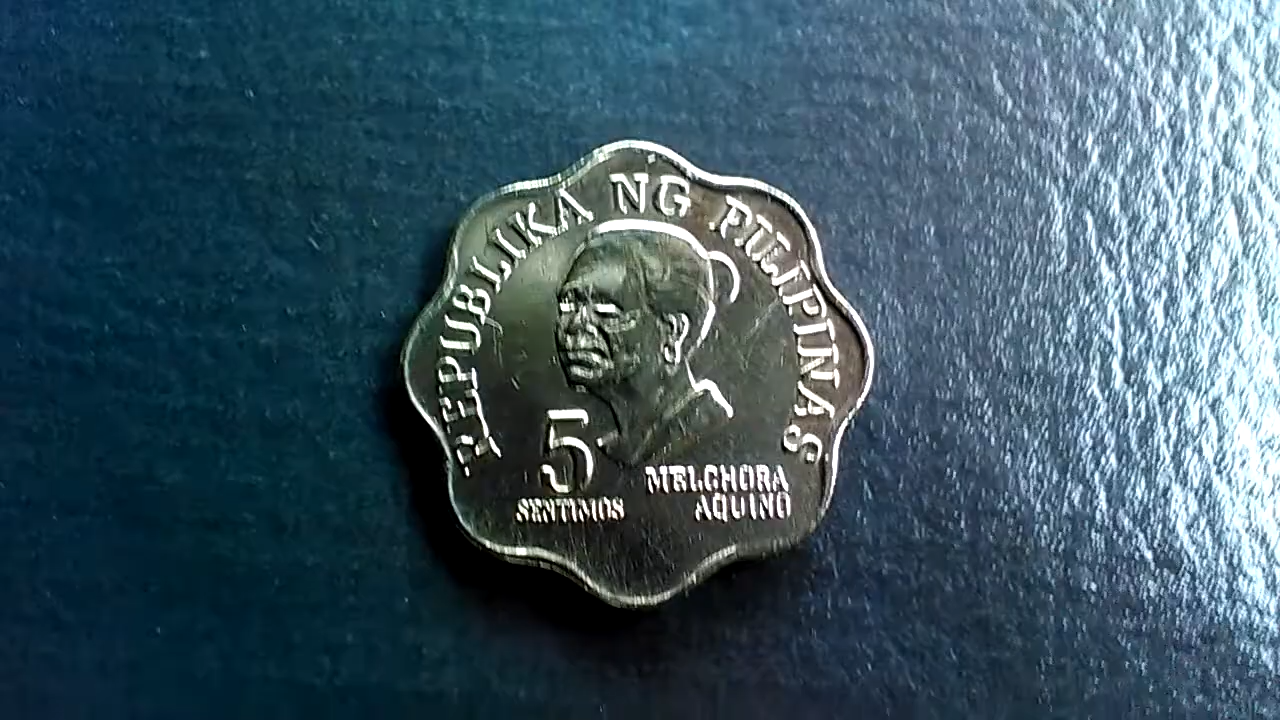 REPUBLIKA NG PILIPINAS
5
SENTIMOS
MELCHORA
AQUINO